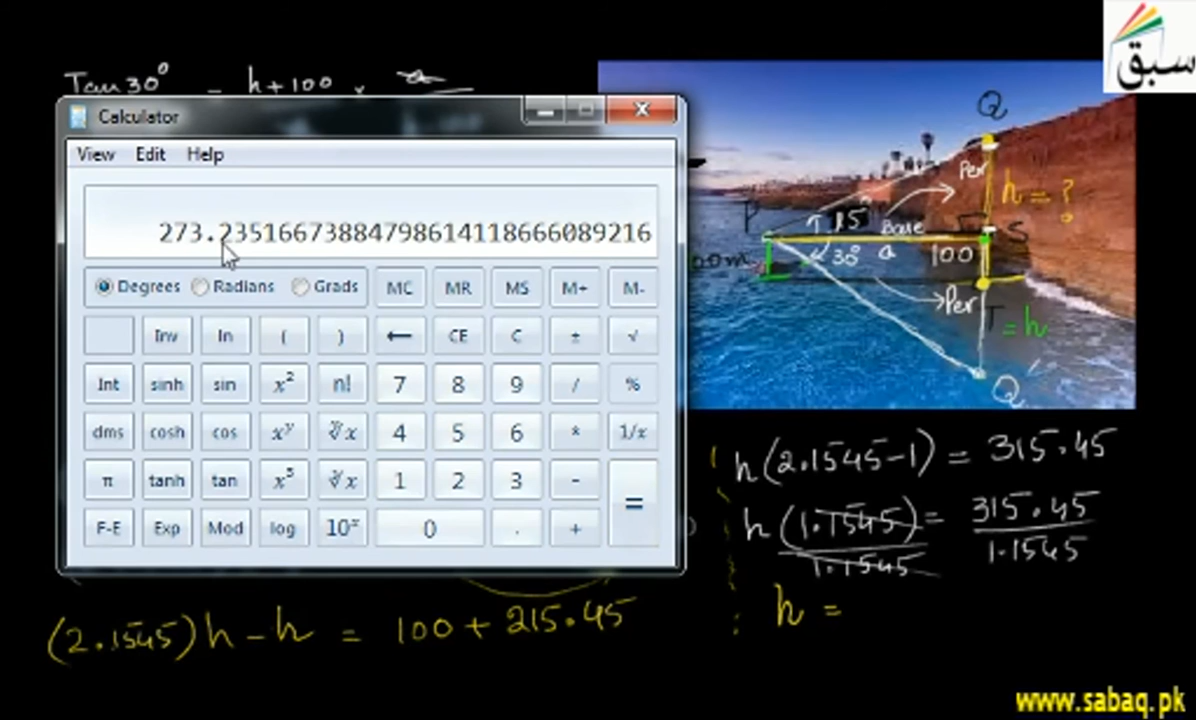 سبق
Tan 30° = h+100 ×
Calculator
View Edit Help
273.23516673884798614118666089216
Degrees Radians Grads MC MR MS M+ M-
Inv ln ( ) ← CE C ± √
Int sinh sin x² n! 7 8 9 / %
dms cosh cos xʸ ʸ√x 4 5 6 * 1/x
π tanh tan x³ ³√x 1 2 3 - =
F-E Exp Mod log 10ˣ 0 . +
Q
Per h = ?
P 15° Base S
30° a 100
00m
Per T = h
Q'
h(2.1545-1) = 315.45
h(1.1545) = 315.45
1.1545 1.1545
h =
(2.1545)h - h = 100 + 215.45
www.sabaq.pk